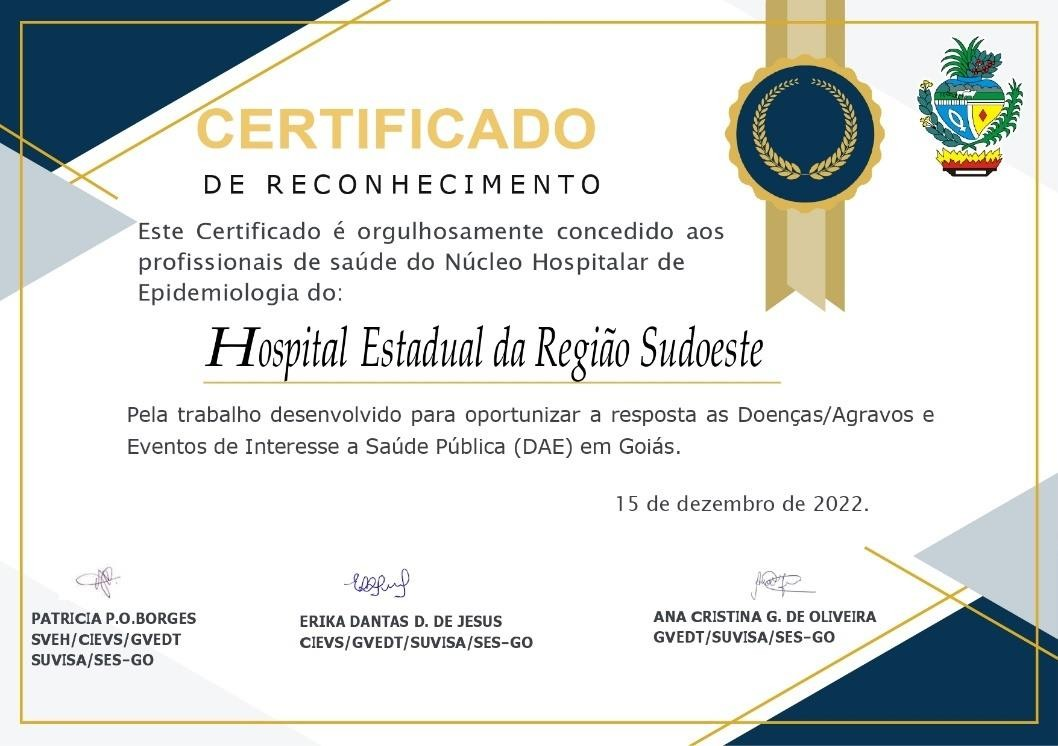 CERTIFICADO
DE RECONHECIMENTO
Este Certificado é orgulhosamente concedido aos
profissionais de saúde do Núcleo Hospitalar de
Epidemiologia do:
Hospital Estadual da Região Sudoeste
Pela trabalho desenvolvido para oportunizar a resposta as Doenças/Agravos e
Eventos de Interesse a Saúde Pública (DAE) em Goiás.
15 de dezembro de 2022.
PATRICIA P.O.BORGES
SVEH/CIEVS/GVEDT
SUVISA/SES-GO
ERIKA DANTAS D. DE JESUS
CIEVS/GVEDT/SUVISA/SES-GO
ANA CRISTINA G. DE OLIVEIRA
GVEDT/SUVISA/SES-GO